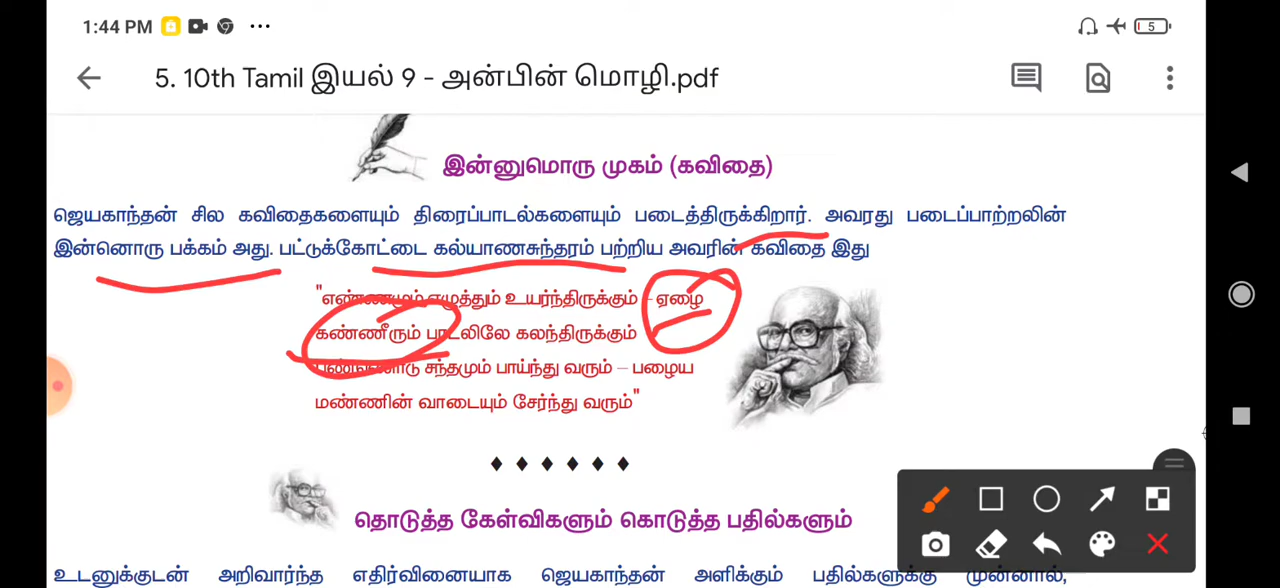 1:44 PM
5
5. 10th Tamil இயல் 9 - அன்பின் மொழி.pdf
இன்னுமொரு முகம் (கவிதை)
ஜெயகாந்தன் சில கவிதைகளையும் திரைப்பாடல்களையும் படைத்திருக்கிறார். அவரது படைப்பாற்றலின்
இன்னொரு பக்கம் அது. பட்டுக்கோட்டை கல்யாணசுந்தரம் பற்றிய அவரின் கவிதை இது
"எண்ணமும் எழுத்தும் உயர்ந்திருக்கும் – ஏழை
கண்ணீரும் பாடலிலே கலந்திருக்கும்
சந்தமும் பாய்ந்து வரும் – பழைய
மண்ணின் வாடையும் சேர்ந்து வரும்"
தொடுத்த கேள்விகளும் கொடுத்த பதில்களும்
உடனுக்குடன் அறிவார்ந்த எதிர்வினையாக ஜெயகாந்தன் அளிக்கும் பதில்களுக்கு முன்னால்,